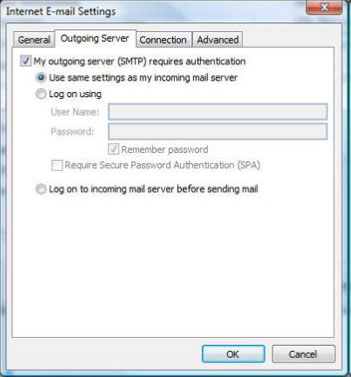 Internet E-mail Settings
General Outgoing Server Connection Advanced
My outgoing server (SMTP) requires authentication
Use same settings as my incoming mail server
Log on using
User Name:
Password:
Remember password
Require Secure Password Authentication (SPA)
Log on to incoming mail server before sending mail
OK Cancel